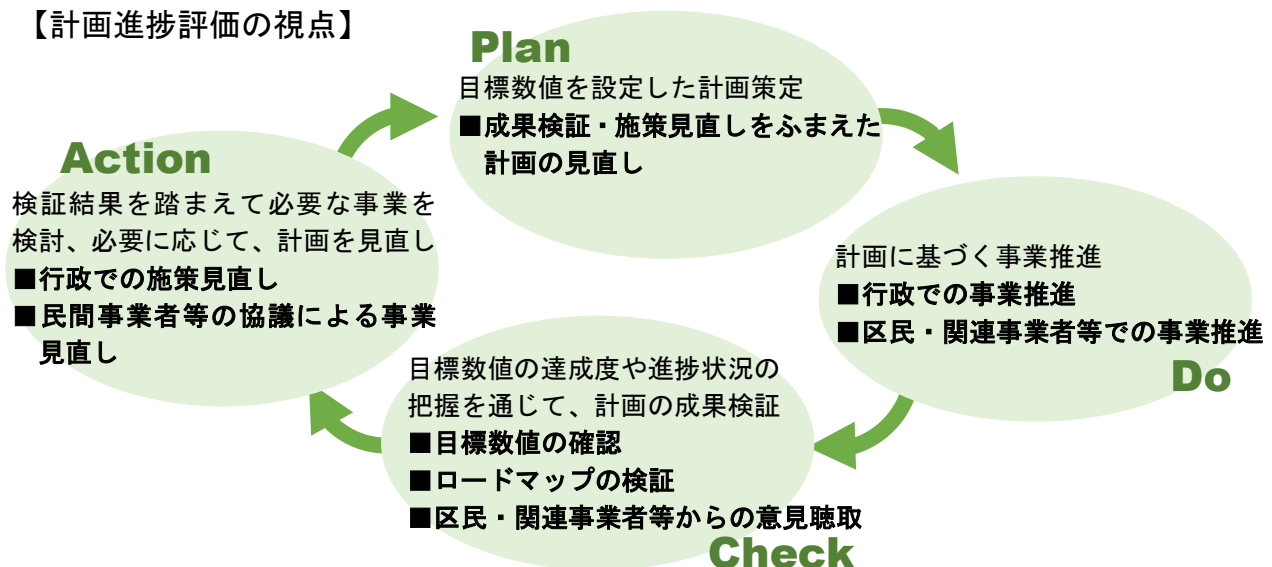 【計画進捗評価の視点】
Plan
目標数値を設定した計画策定
■成果検証・施策見直しをふまえた
計画の見直し
Action
検証結果を踏まえて必要な事業を
検討、必要に応じて、計画を見直し
■行政での施策見直し
■民間事業者等の協議による事業
見直し
計画に基づく事業推進
■行政での事業推進
■区民・関連事業者等での事業推進
Do
目標数値の達成度や進捗状況の
把握を通じて、計画の成果検証
■目標数値の確認
■ロードマップの検証
■区民・関連事業者等からの意見聴取
Check